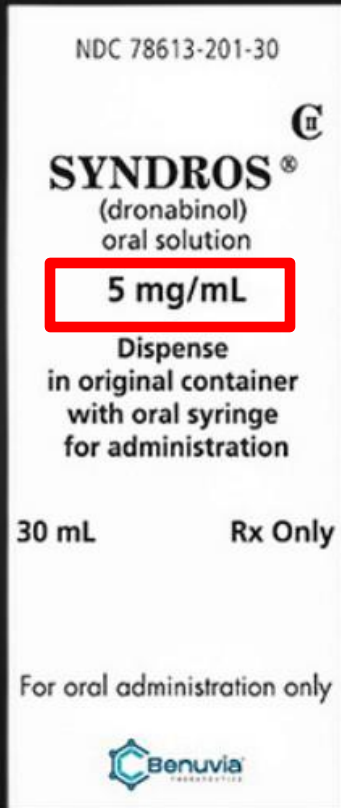 NDC 78613-201-30
CII
SYNDROS®
(dronabinol)
oral solution
5 mg/mL
Dispense
in original container
with oral syringe
for administration
30 mL Rx Only
For oral administration only
Benuvia
THERAPEUTICS